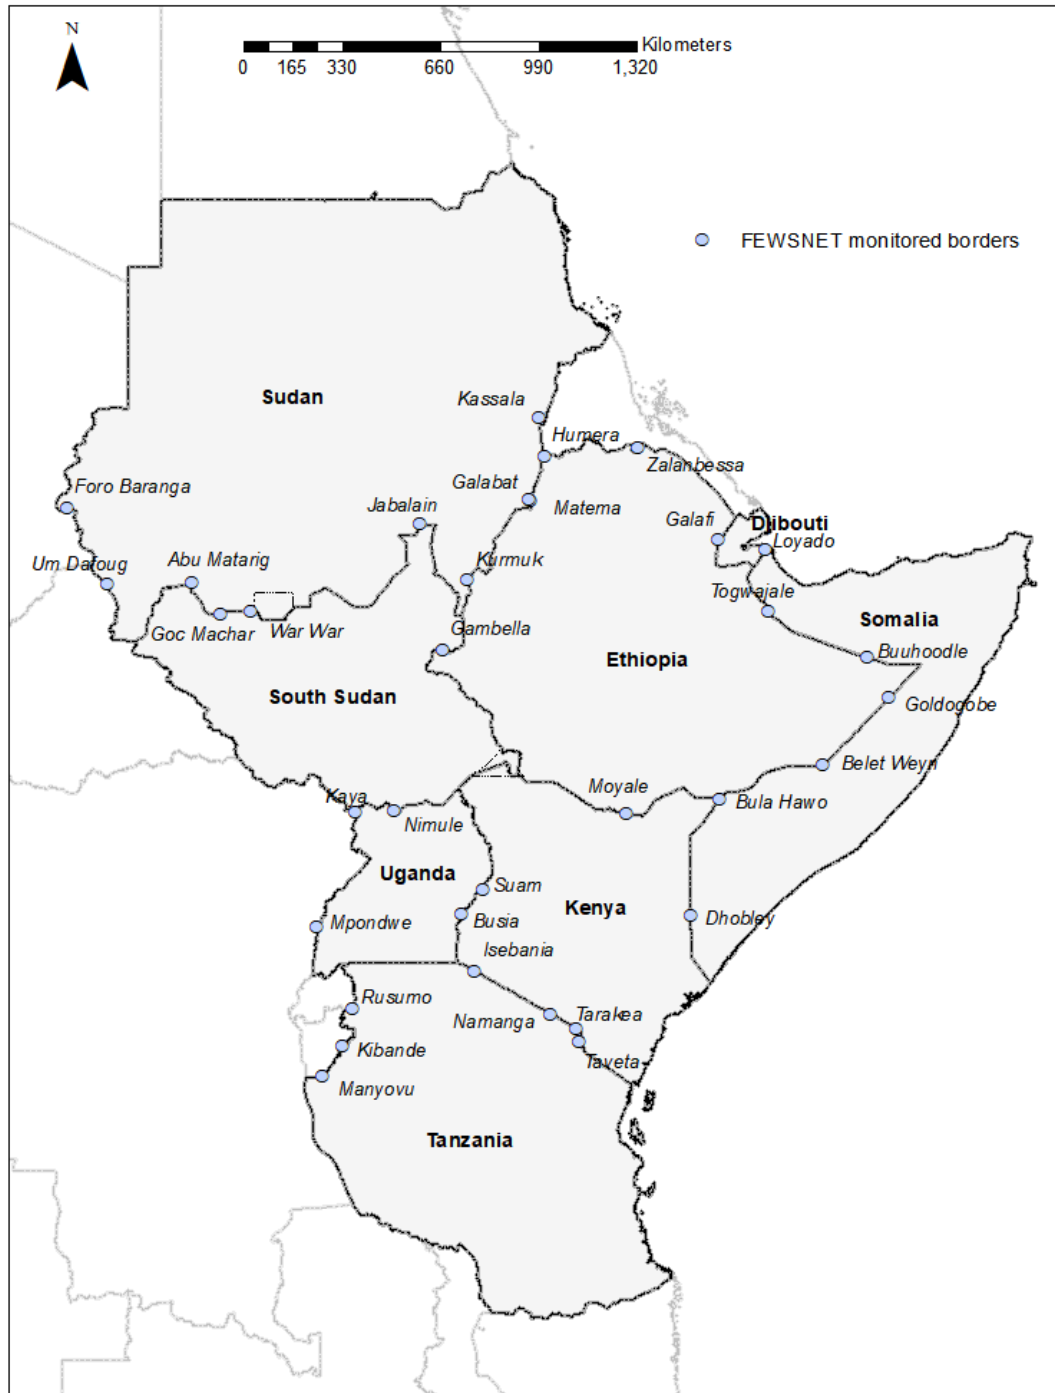 N
Kilometers
0 165 330 660 990 1,320
FEWSNET monitored borders
Sudan
Kassala
Humera
Zalanbessa
Foro Baranga
Galabat
Matema
Jabalain
Galafi
Djibouti
Loyado
Um Dafoug
Abu Matarig
Kurmuk
Togwajale
Goc Machar
War War
Gambella
Somalia
Ethiopia
Buuhoodle
South Sudan
Goldogobe
Belet Weyn
Moyale
Kaya
Nimule
Bula Hawo
Uganda
Suam
Kenya
Mpondwe
Busia
Dhobley
Isebania
Rusumo
Namanga
Tarakea
Kibande
Taveta
Manyovu
Tanzania